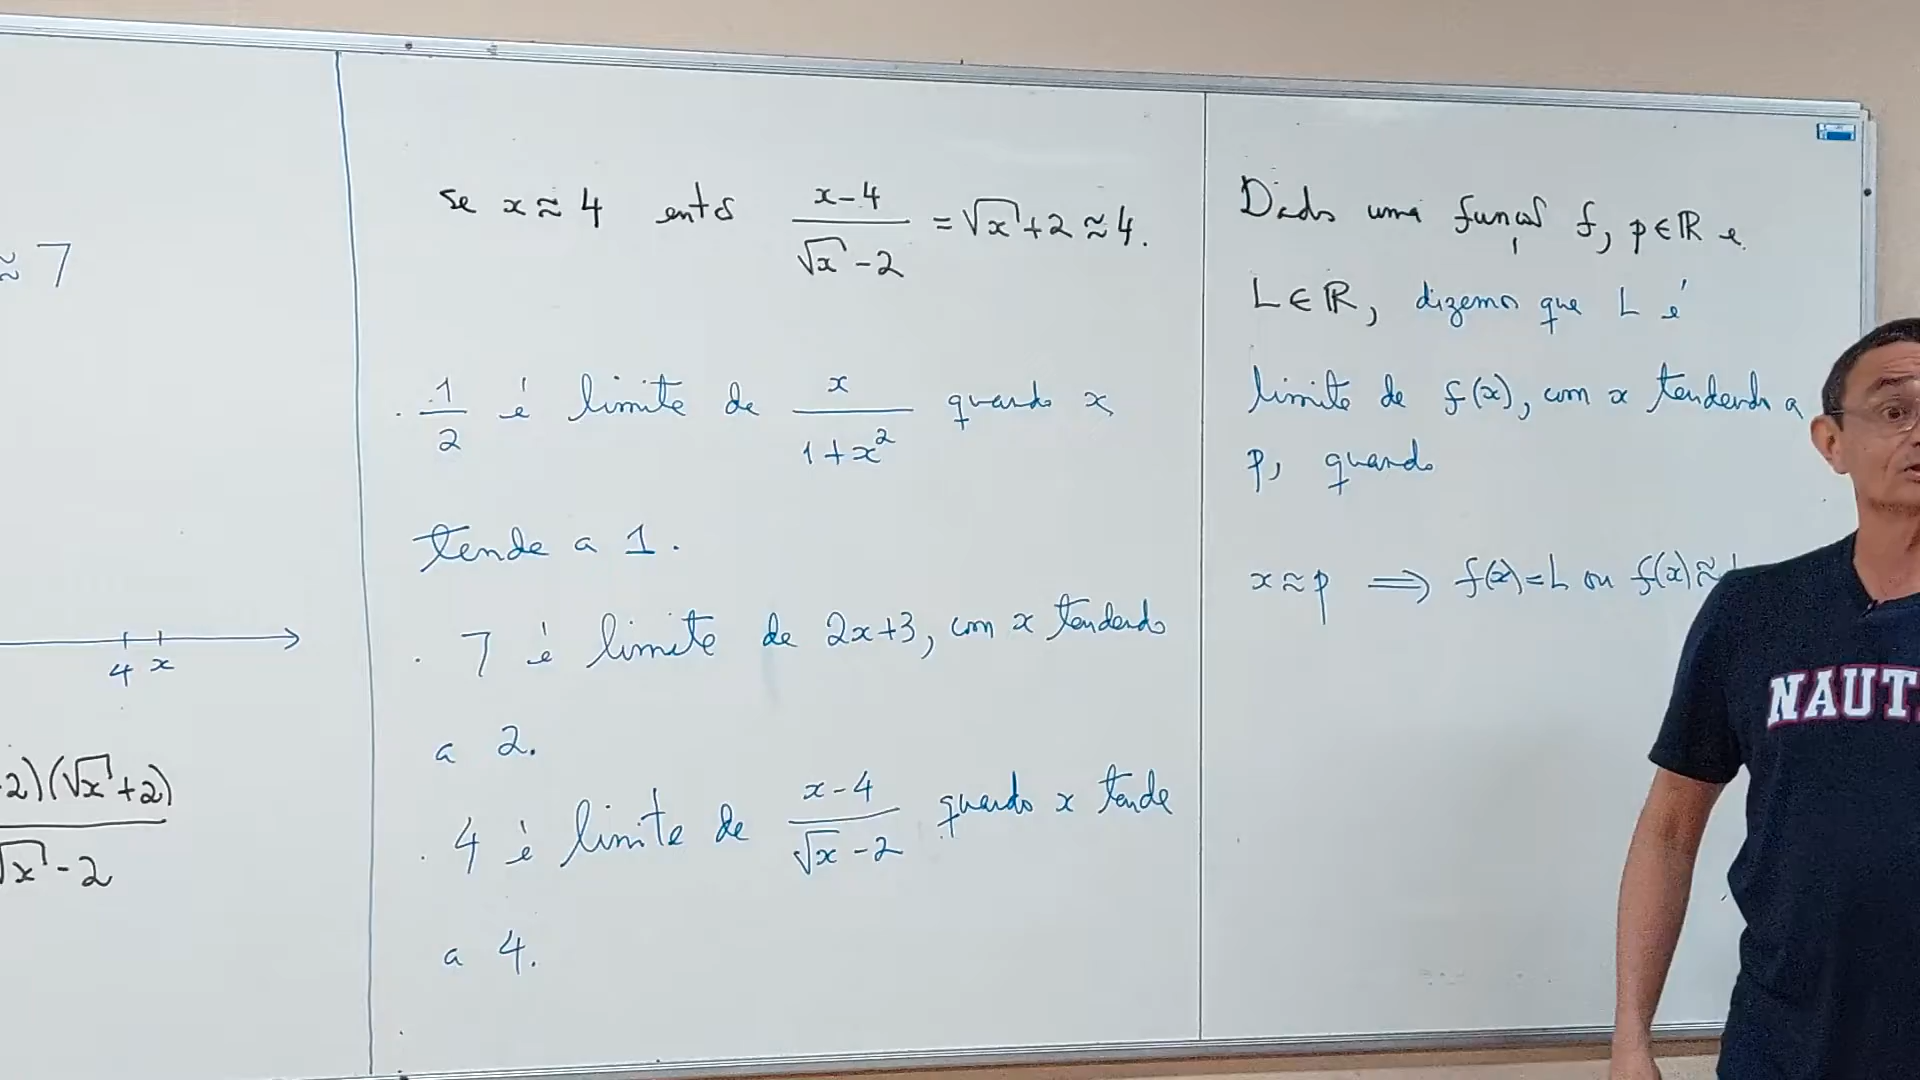 ≈ 7
4 x
-2)(√x+2)
√x-2
se x≈4 então (x-4)/(√x-2) = √x+2≈4.
. 1/2 é limite de x/(1+x²) quando x
tende a 1.
. 7 é limite de 2x+3, com x tendendo
a 2.
. 4 é limite de (x-4)/(√x-2) quando x tende
a 4.
Dado uma função f, p∈ℝ e
L∈ℝ, dizemos que L é
limite de f(x), com x tendendo a
p, quando
x≈p ⟹ f(x)=L ou f(x)≈
NAUT